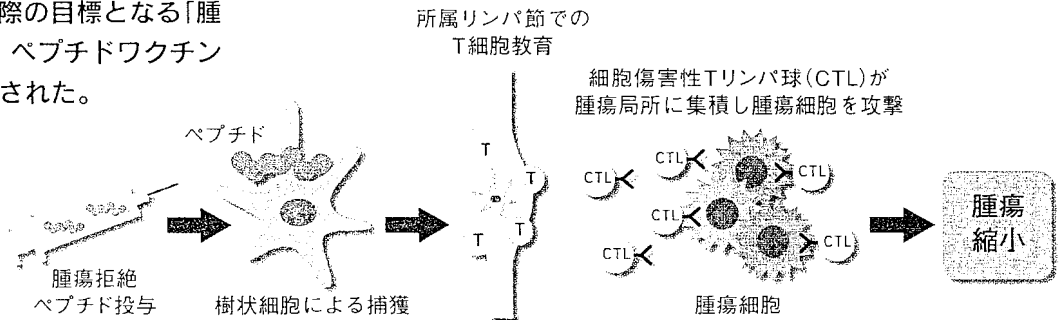 際の目標となる「腫
ペプチドワクチン
された。
所属リンパ節での
T細胞教育
細胞傷害性Tリンパ球(CTL)が
腫瘍局所に集積し腫瘍細胞を攻撃
ペプチド
腫瘍拒絶
ペプチド投与
樹状細胞による捕獲
T
T
T
T
CTL
CTL
CTL
CTL
CTL
CTL
腫瘍細胞
腫瘍
縮小